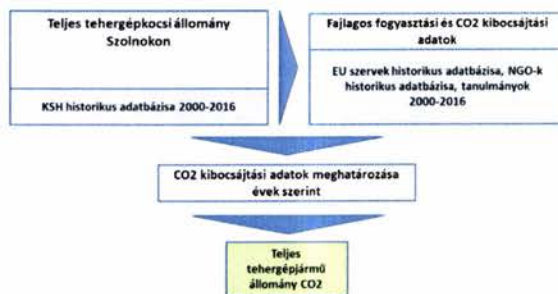 Teljes tehergépkocsi állomány
Szolnokon
KSH historikus adatbázisa 2000-2016
Fajlagos fogyasztási és CO2 kibocsájtási
adatok
EU szervek historikus adatbázisa, NGO-k
historikus adatbázisa, tanulmányok
2000-2016
CO2 kibocsájtási adatok meghatározása
évek szerint
Teljes
tehergépjármű
állomány CO2